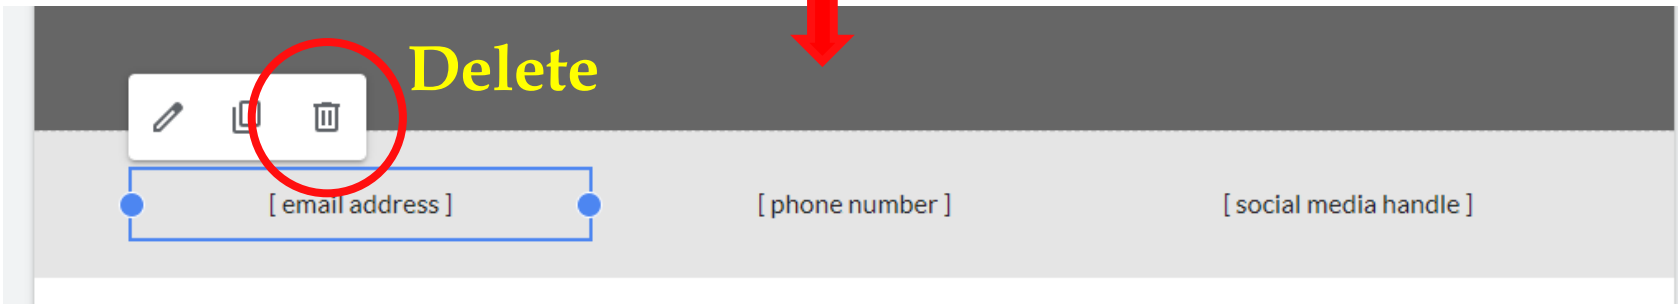 Delete
[ email address ] [ phone number ] [ social media handle ]